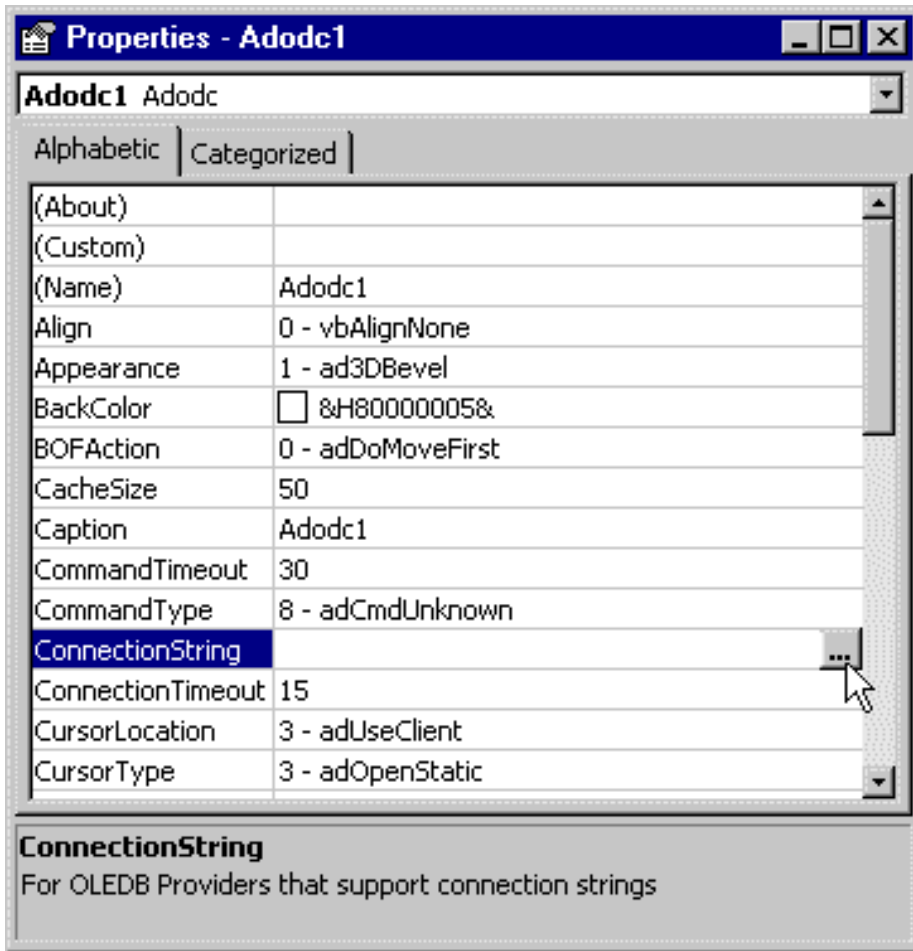 Properties - Adodc1
Adodc1 Adodc
Alphabetic Categorized
(About)
(Custom)
(Name) Adodc1
Align 0 - vbAlignNone
Appearance 1 - ad3DBevel
BackColor &H80000005&
BOFAction 0 - adDoMoveFirst
CacheSize 50
Caption Adodc1
CommandTimeout 30
CommandType 8 - adCmdUnknown
ConnectionString ...
ConnectionTimeout 15
CursorLocation 3 - adUseClient
CursorType 3 - adOpenStatic
ConnectionString
For OLEDB Providers that support connection strings